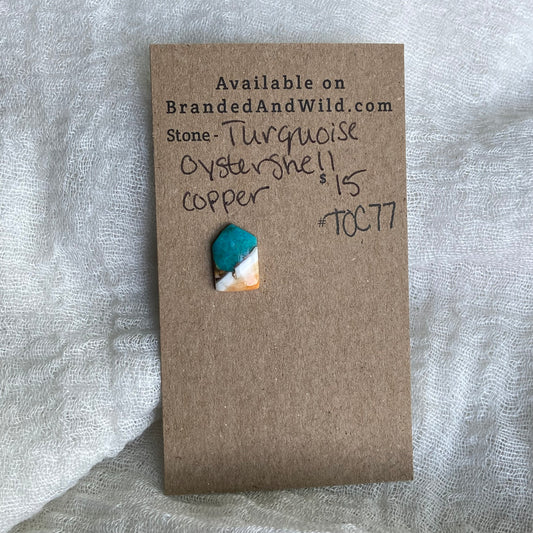 Available on
BrandedAndWild.com
Stone - Turquoise
oystershell
copper $15
#TOC77